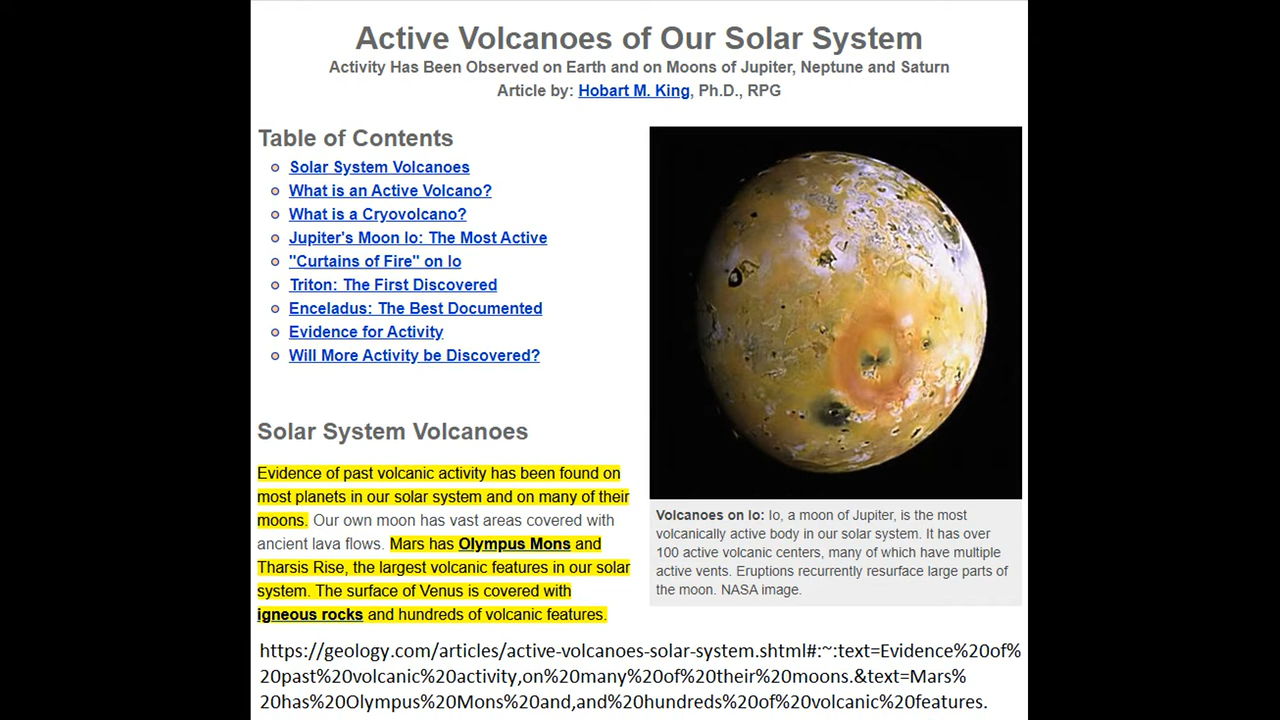 Active Volcanoes of Our Solar System
Activity Has Been Observed on Earth and on Moons of Jupiter, Neptune and Saturn
Article by: Hobart M. King, Ph.D., RPG
Table of Contents
Solar System Volcanoes
What is an Active Volcano?
What is a Cryovolcano?
Jupiter's Moon Io: The Most Active
"Curtains of Fire" on Io
Triton: The First Discovered
Enceladus: The Best Documented
Evidence for Activity
Will More Activity be Discovered?
Solar System Volcanoes
Evidence of past volcanic activity has been found on
most planets in our solar system and on many of their
moons. Our own moon has vast areas covered with
ancient lava flows. Mars has Olympus Mons and
Tharsis Rise, the largest volcanic features in our solar
system. The surface of Venus is covered with
igneous rocks and hundreds of volcanic features.
Volcanoes on Io: Io, a moon of Jupiter, is the most
volcanically active body in our solar system. It has over
100 active volcanic centers, many of which have multiple
active vents. Eruptions recurrently resurface large parts of
the moon. NASA image.
https://geology.com/articles/active-volcanoes-solar-system.shtml#:~:text=Evidence%20of%
20past%20volcanic%20activity,on%20many%20of%20their%20moons.&text=Mars%
20has%20Olympus%20Mons%20and,and%20hundreds%20of%20volcanic%20features.